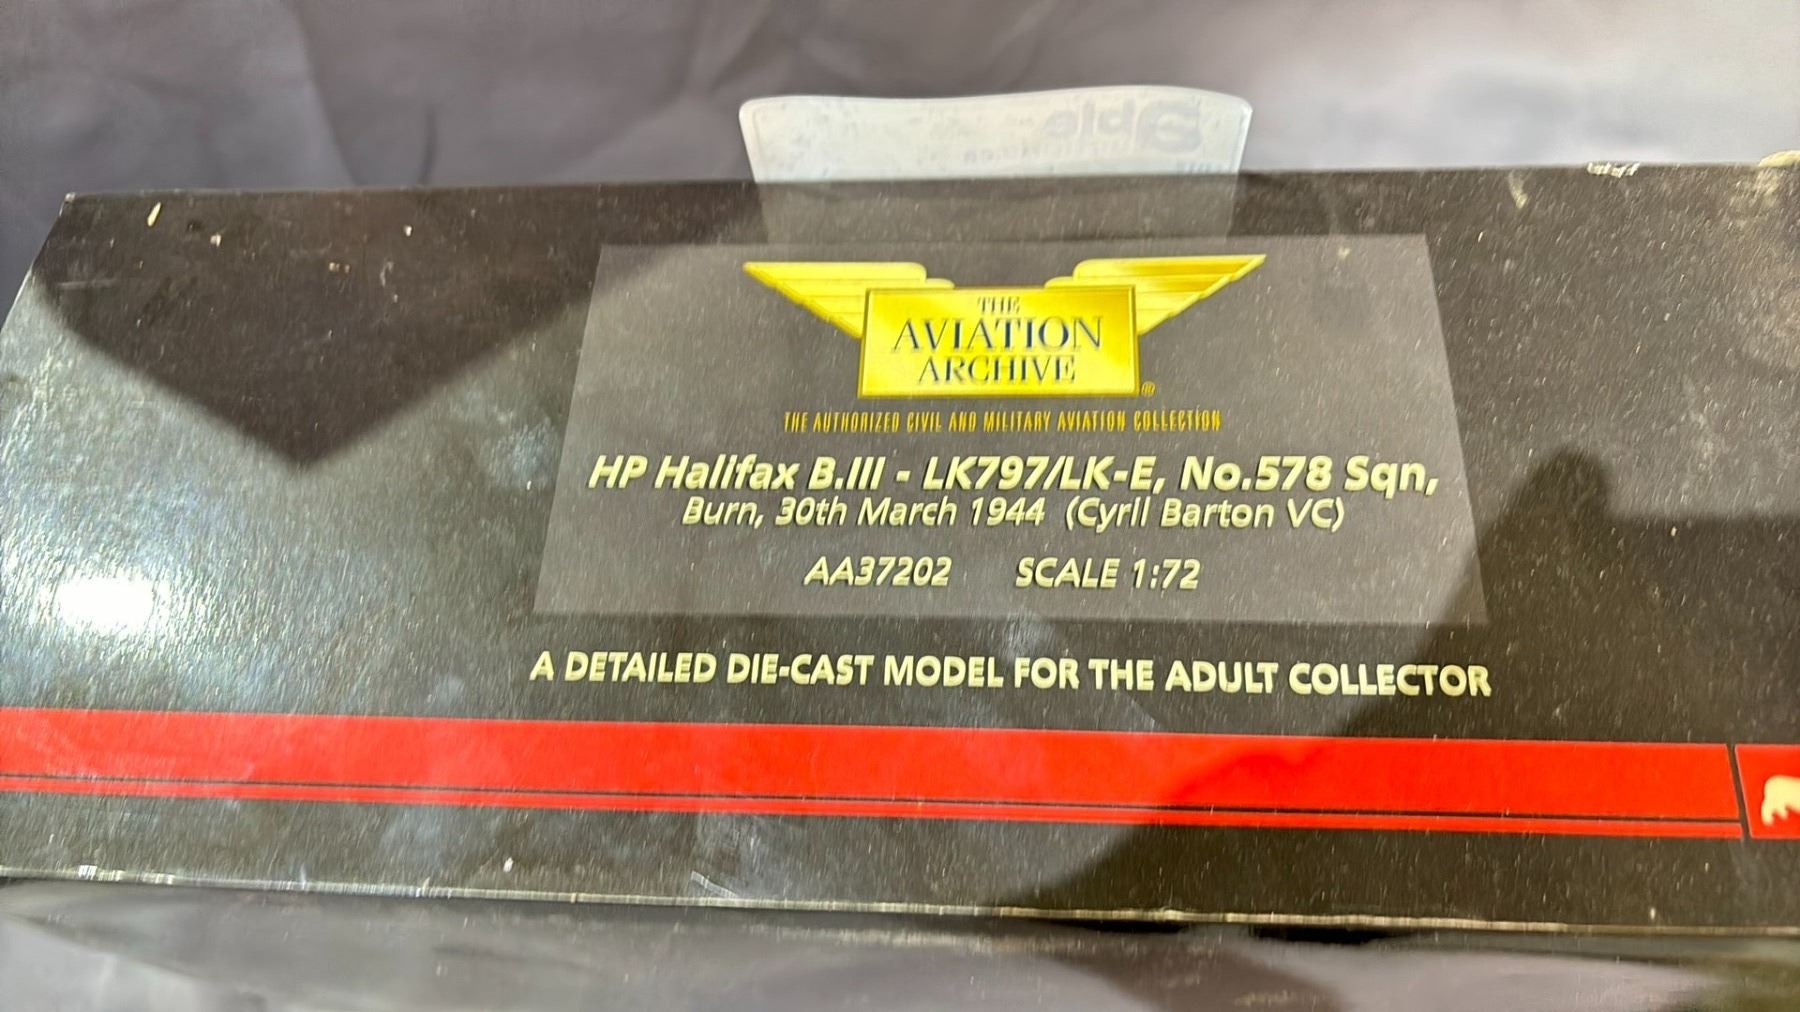 THE
AVIATION
ARCHIVE
®
THE AUTHORIZED CIVIL AND MILITARY AVIATION COLLECTION
HP Halifax B.III - LK797/LK-E, No.578 Sqn,
Burn, 30th March 1944 (Cyril Barton VC)
AA37202 SCALE 1:72
A DETAILED DIE-CAST MODEL FOR THE ADULT COLLECTOR